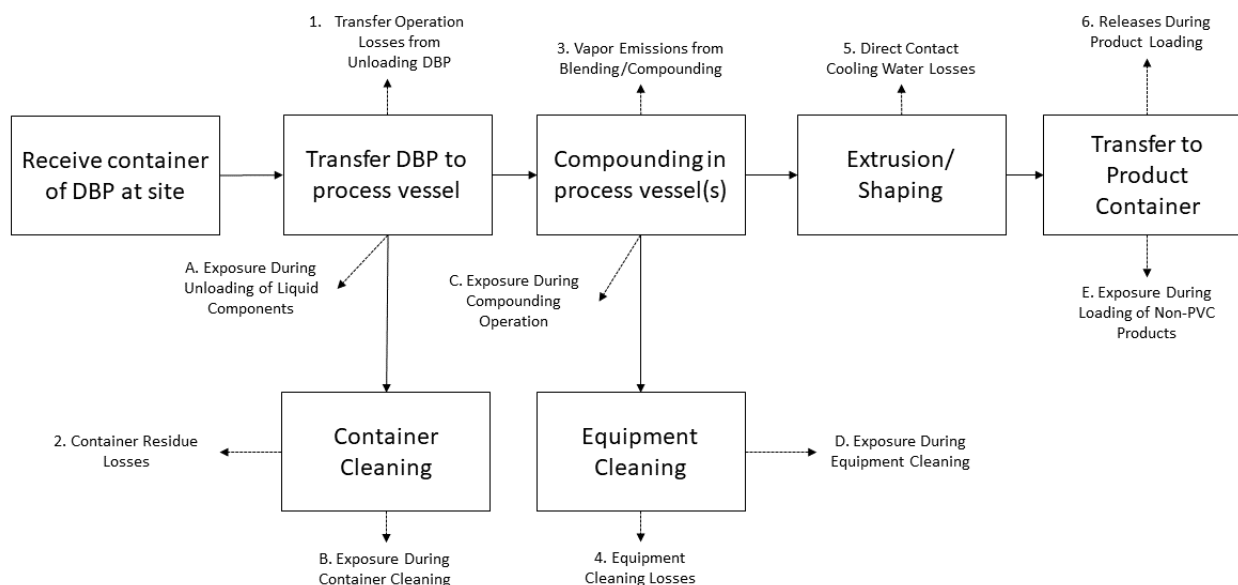 1. Transfer Operation
Losses from
Unloading DBP
3. Vapor Emissions from
Blending/Compounding
5. Direct Contact
Cooling Water Losses
6. Releases During
Product Loading
Receive container
of DBP at site
Transfer DBP to
process vessel
Compounding in
process vessel(s)
Extrusion/
Shaping
Transfer to
Product
Container
A. Exposure During
Unloading of Liquid
Components
C. Exposure During
Compounding
Operation
E. Exposure During
Loading of Non-PVC
Products
2. Container Residue
Losses
Container
Cleaning
Equipment
Cleaning
D. Exposure During
Equipment Cleaning
B. Exposure During
Container Cleaning
4. Equipment
Cleaning Losses